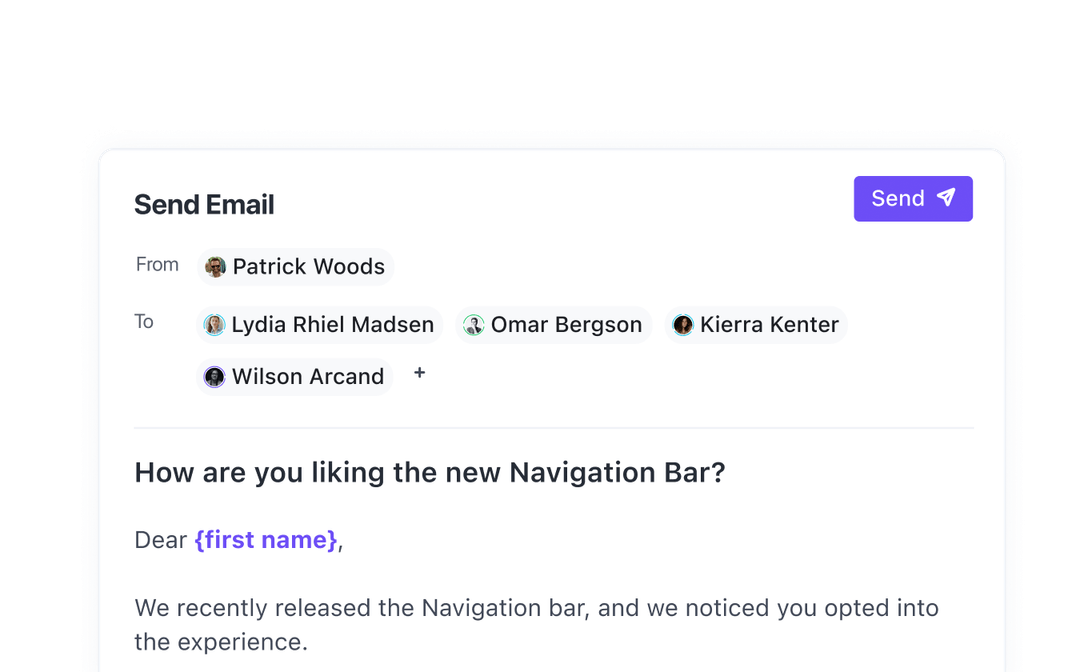 Send Email
Send
From Patrick Woods
To Lydia Rhiel Madsen Omar Bergson Kierra Kenter
Wilson Arcand +
How are you liking the new Navigation Bar?
Dear {first name},
We recently released the Navigation bar, and we noticed you opted into
the experience.